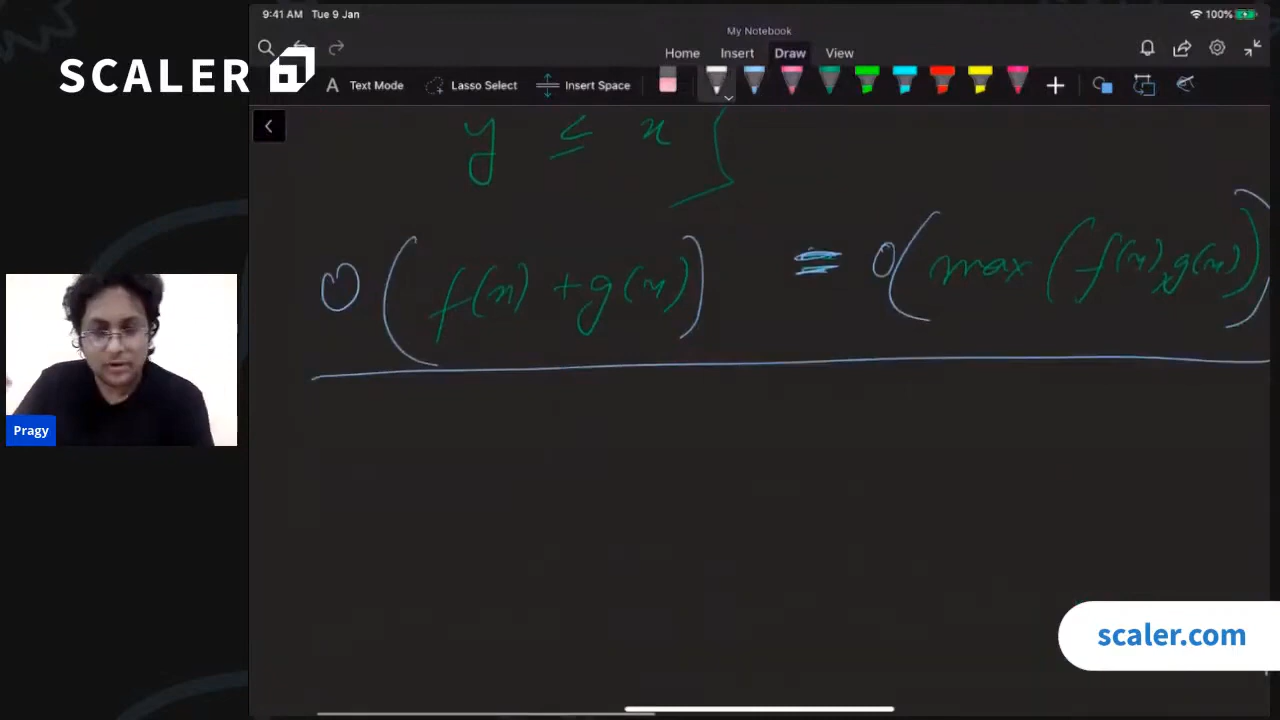 9:41 AM Tue 9 Jan
100%
My Notebook
SCALER
Home Insert Draw View
A Text Mode Lasso Select Insert Space
y ≤ x }
O(f(n) + g(n)) = O(max(f(n), g(n)))
Pragy
scaler.com